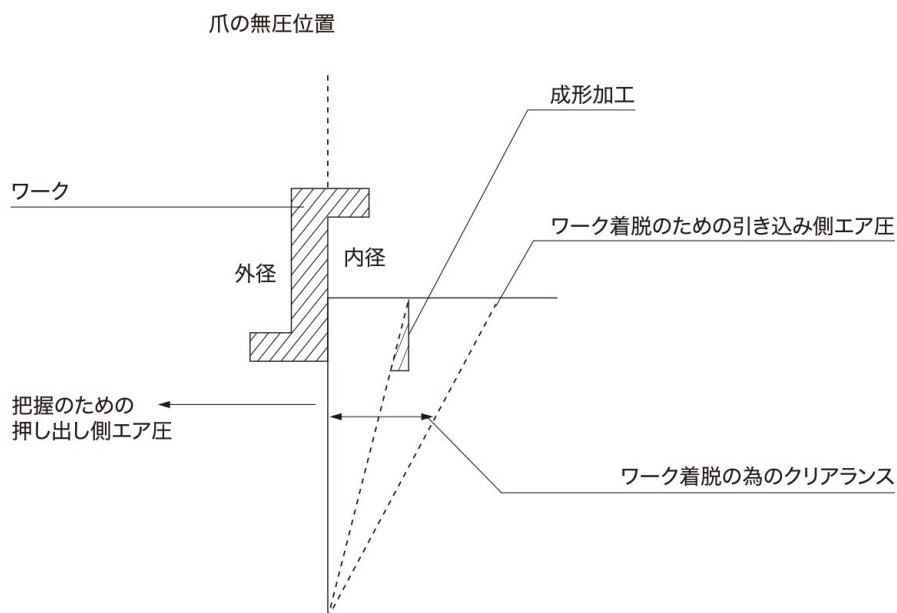 爪の無圧位置
成形加工
ワーク
ワーク着脱のための引き込み側エア圧
内径
外径
把握のための
押し出し側エア圧
ワーク着脱の為のクリアランス